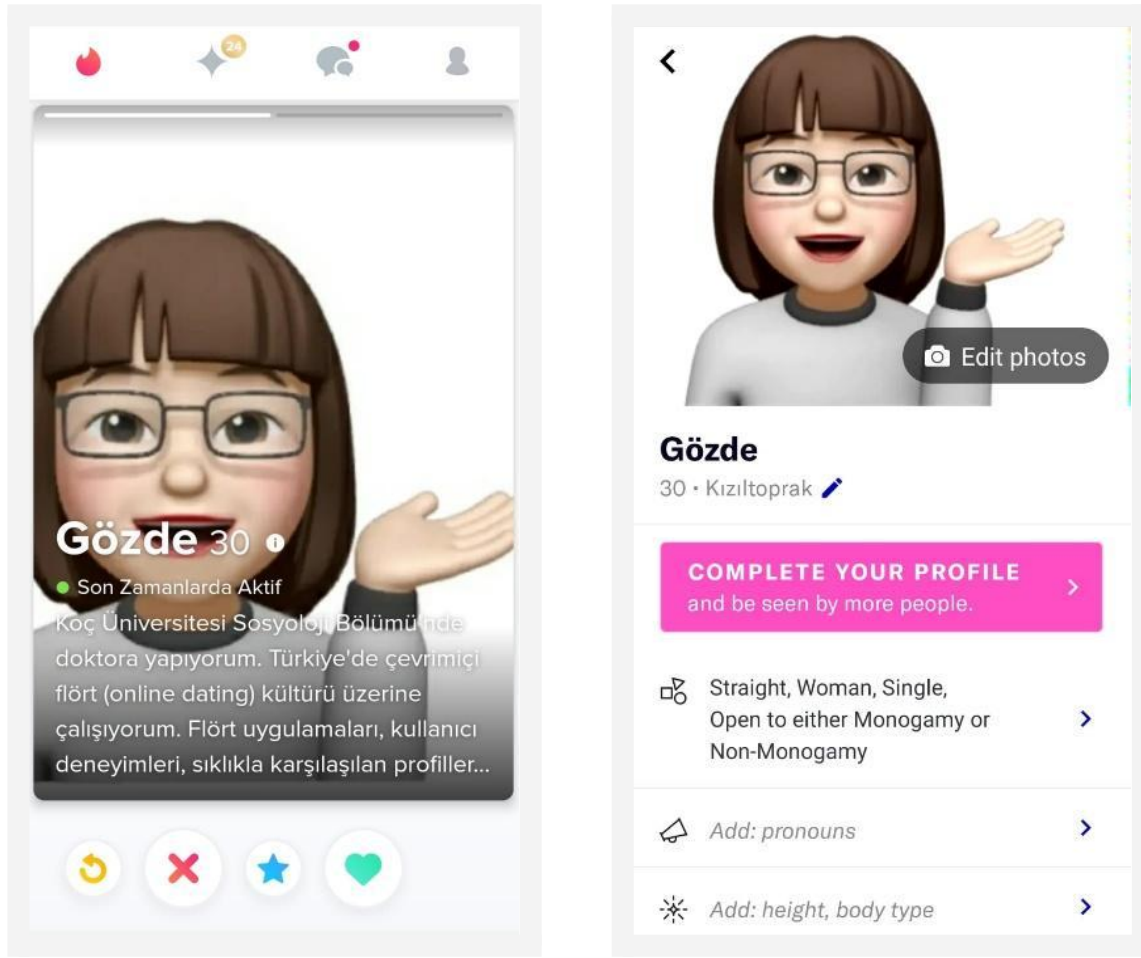 24
Gözde 30
Son Zamanlarda Aktif
Koç Üniversitesi Sosyoloji Bölümü'nde
doktora yapıyorum. Türkiye'de çevrimiçi
flört (online dating) kültürü üzerine
çalışıyorum. Flört uygulamaları, kullanıcı
deneyimleri, sıklıkla karşılaşılan profiller...
Edit photos
Gözde
30 • Kızıltoprak
COMPLETE YOUR PROFILE
and be seen by more people.
Straight, Woman, Single,
Open to either Monogamy or
Non-Monogamy
Add: pronouns
Add: height, body type